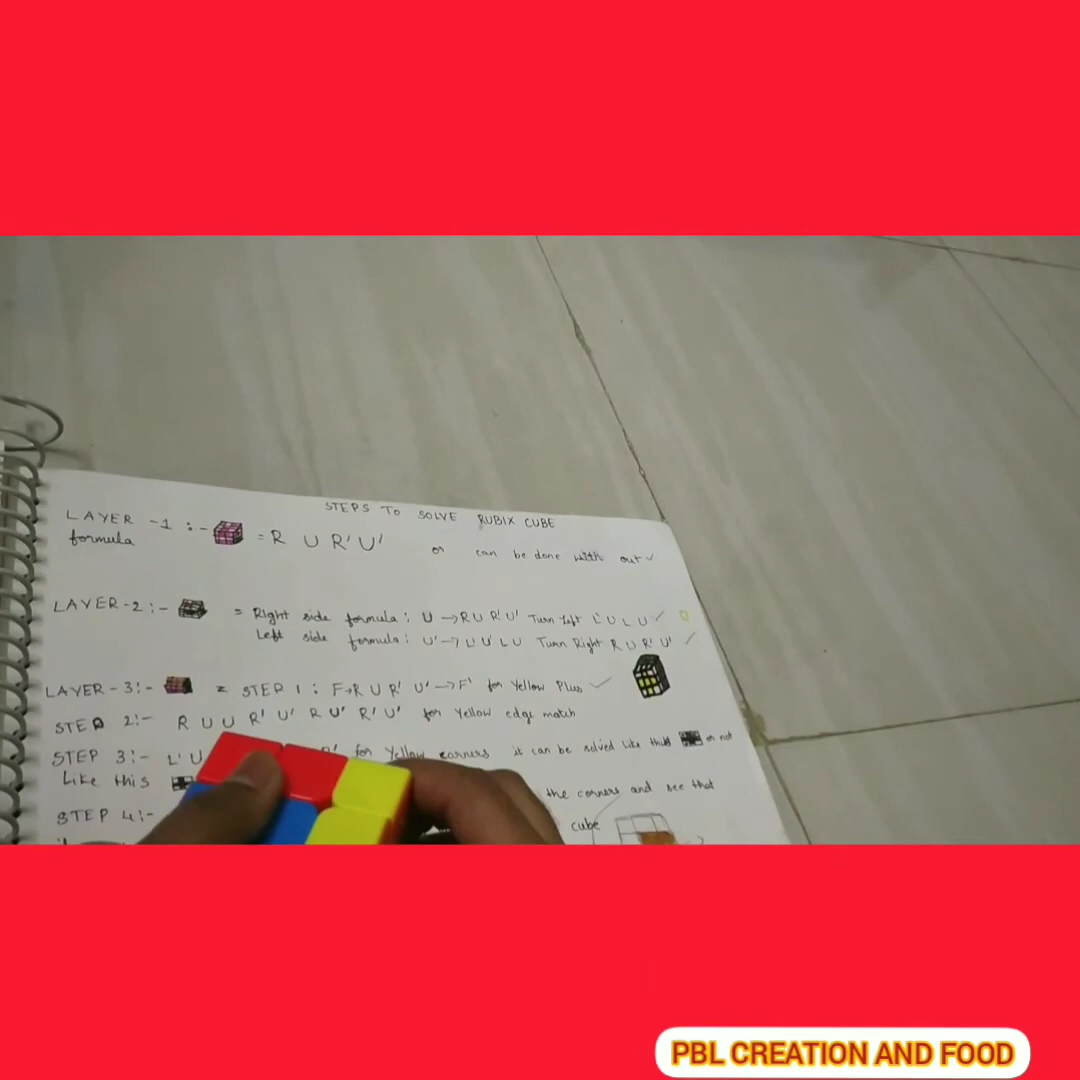 STEPS TO SOLVE RUBIX CUBE
LAYER -1 :- = R U R' U' or can be done with out ✓
formula
LAYER-2:- = Right side formula: U → R U R' U' Turn left L' U L U ✓
Left side formula: U' → L' U' L U Turn Right R U R' U' ✓
LAYER-3:- = STEP 1 : F→R U R' U' → F' for Yellow Plus ✓
STEP 2:- R U U R' U' R U' R' U' for Yellow edge match
STEP 3:- L' U for Yellow corners it can be solved like this or not
Like this the corners and see that
STEP 4:- cube
PBL CREATION AND FOOD